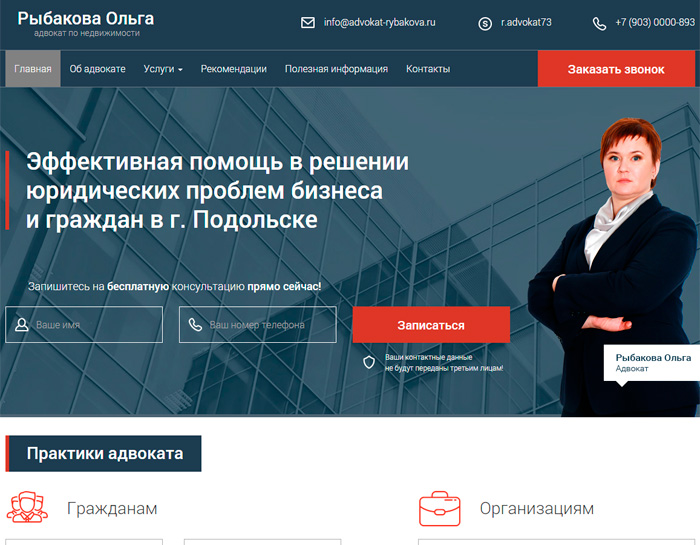 Рыбакова Ольга
адвокат по недвижимости
info@advokat-rybakova.ru
r.advokat73
+7 (903) 0000-893
Главная Об адвокате Услуги Рекомендации Полезная информация Контакты
Заказать звонок
Эффективная помощь в решении
юридических проблем бизнеса
и граждан в г. Подольске
Запишитесь на бесплатную консультацию прямо сейчас!
Ваше имя
Ваш номер телефона
Записаться
Ваши контактные данные
не будут переданы третьим лицам!
Рыбакова Ольга
Адвокат
Практики адвоката
Гражданам
Организациям